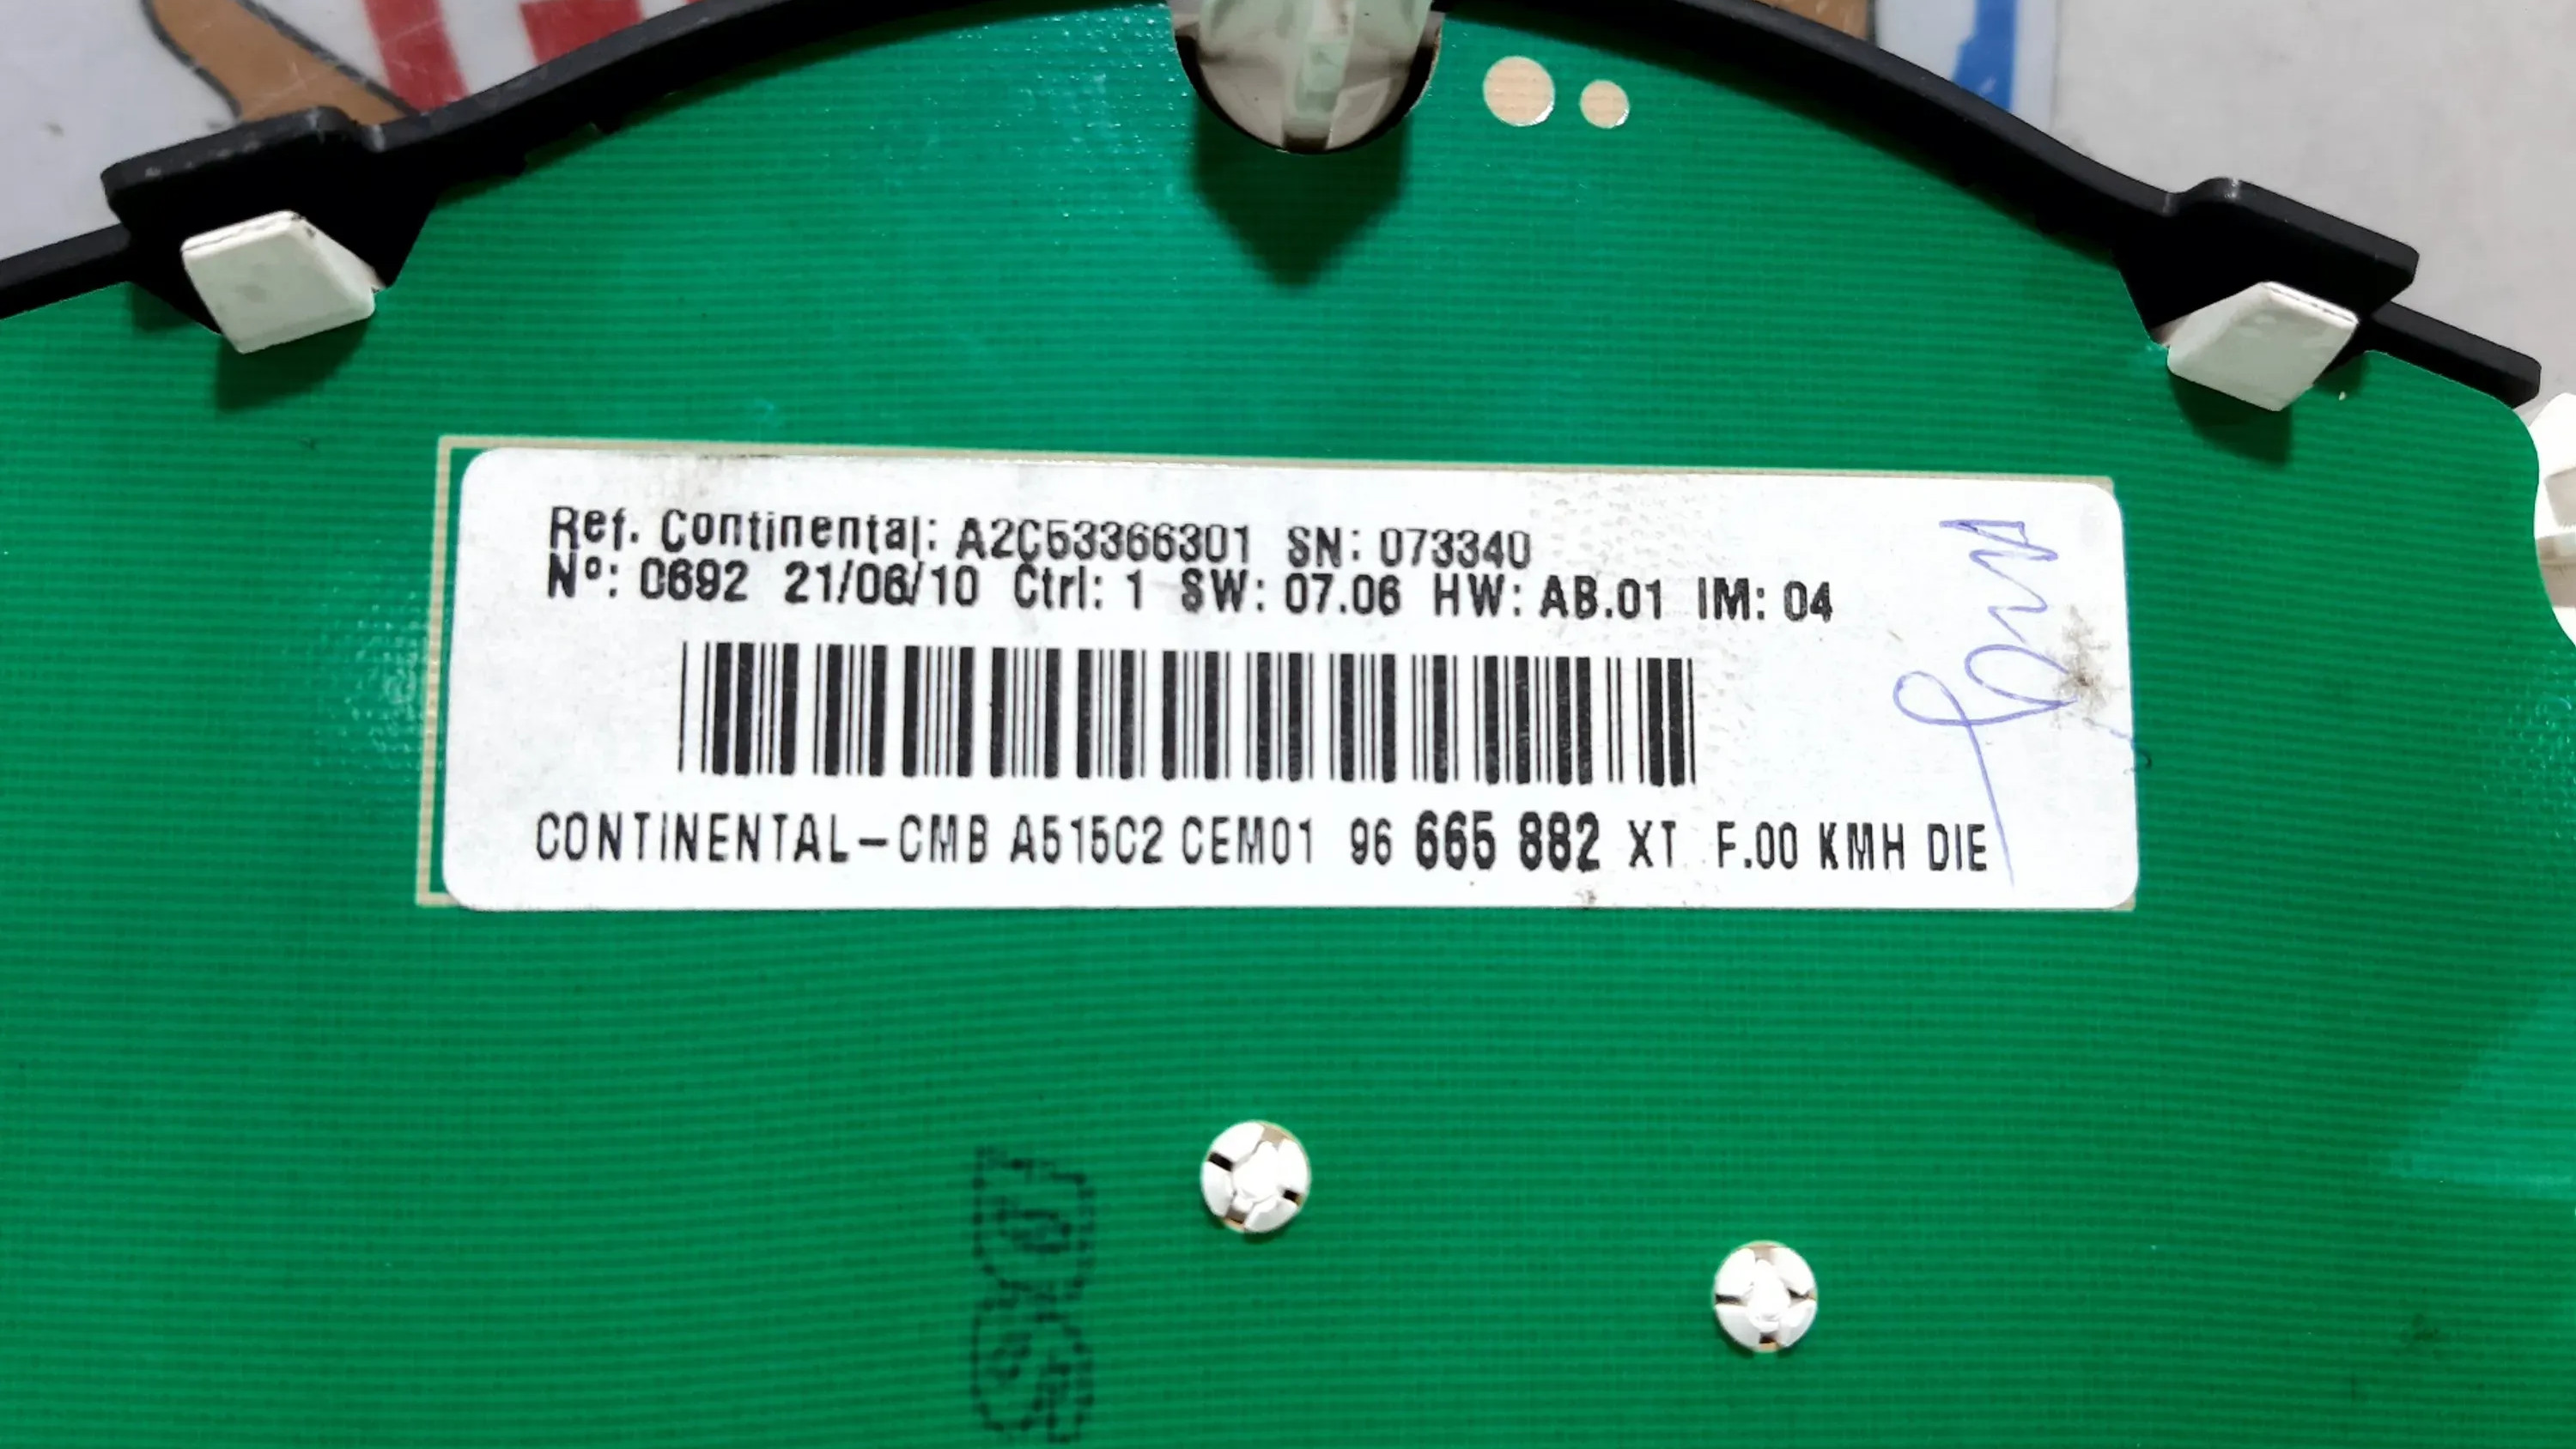 Ref. Continental: A2C53366301 SN: 073340
Nº: 0692 21/06/10 Ctrl: 1 SW: 07.06 HW: AB.01 IM: 04
CONTINENTAL-CMB A515C2 CEM01 96 665 882 XT F.00 KMH DIE